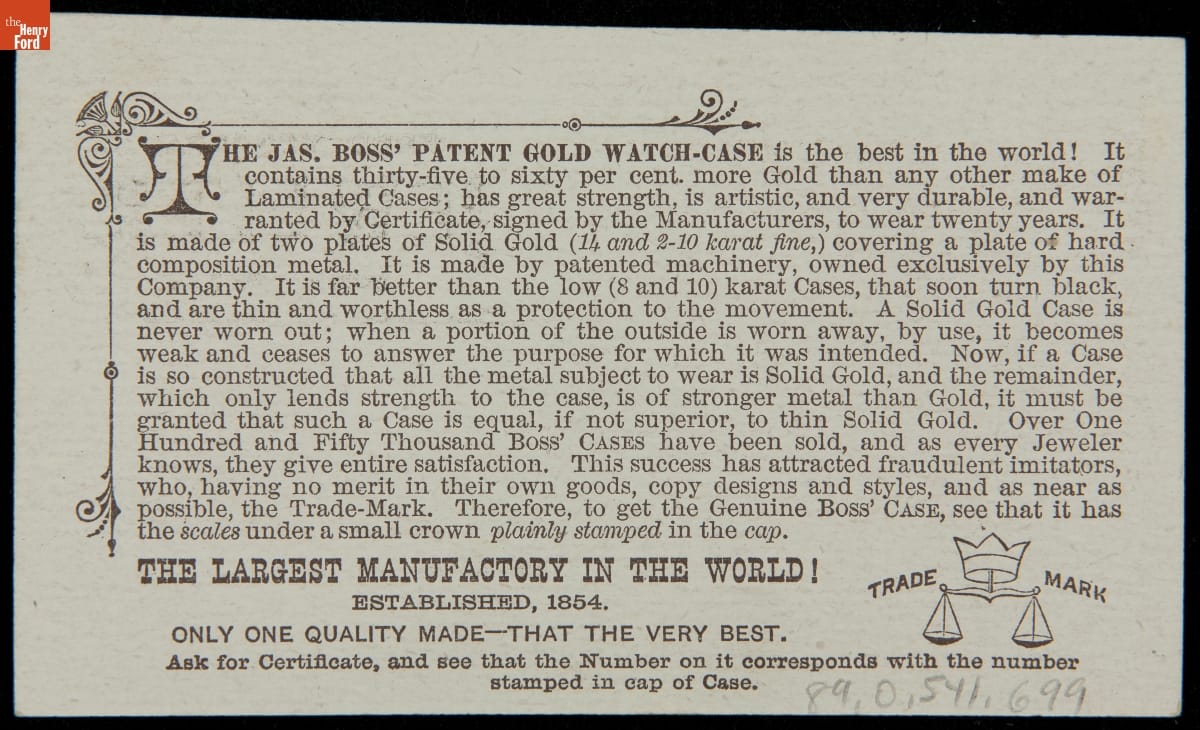 the
Henry
Ford
THE JAS. BOSS' PATENT GOLD WATCH-CASE is the best in the world! It
contains thirty-five to sixty per cent. more Gold than any other make of
Laminated Cases; has great strength, is artistic, and very durable, and war-
ranted by Certificate, signed by the Manufacturers, to wear twenty years. It
is made of two plates of Solid Gold (14 and 2-10 karat fine,) covering a plate of hard
composition metal. It is made by patented machinery, owned exclusively by this
Company. It is far better than the low (8 and 10) karat Cases, that soon turn black,
and are thin and worthless as a protection to the movement. A Solid Gold Case is
never worn out; when a portion of the outside is worn away, by use, it becomes
weak and ceases to answer the purpose for which it was intended. Now, if a Case
is so constructed that all the metal subject to wear is Solid Gold, and the remainder,
which only lends strength to the case, is of stronger metal than Gold, it must be
granted that such a Case is equal, if not superior, to thin Solid Gold. Over One
Hundred and Fifty Thousand BOSS' CASES have been sold, and as every Jeweler
knows, they give entire satisfaction. This success has attracted fraudulent imitators,
who, having no merit in their own goods, copy designs and styles, and as near as
possible, the Trade-Mark. Therefore, to get the Genuine BOSS' CASE, see that it has
the scales under a small crown plainly stamped in the cap.
THE LARGEST MANUFACTORY IN THE WORLD!
ESTABLISHED, 1854.
ONLY ONE QUALITY MADE—THAT THE VERY BEST.
TRADE MARK
Ask for Certificate, and see that the Number on it corresponds with the number
stamped in cap of Case.
89.0.541.699